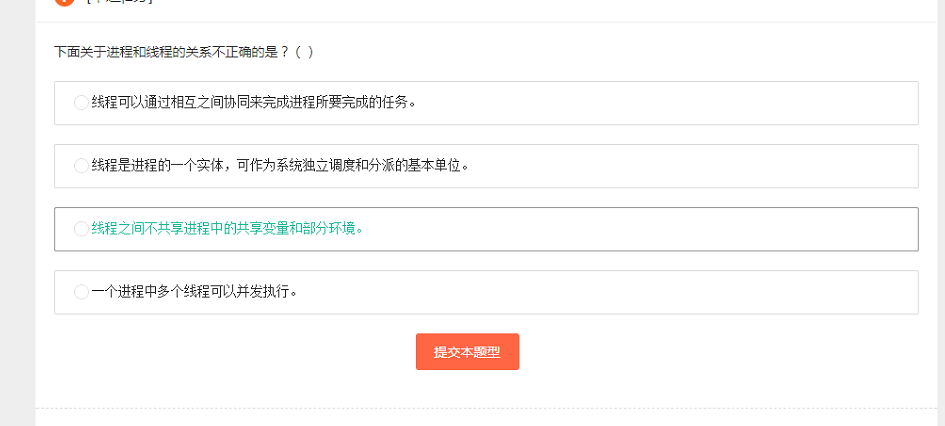 下面关于进程和线程的关系不正确的是？( )
线程可以通过相互之间协同来完成进程所要完成的任务。
线程是进程的一个实体，可作为系统独立调度和分派的基本单位。
线程之间不共享进程中的共享变量和部分环境。
一个进程中多个线程可以并发执行。
提交本题型